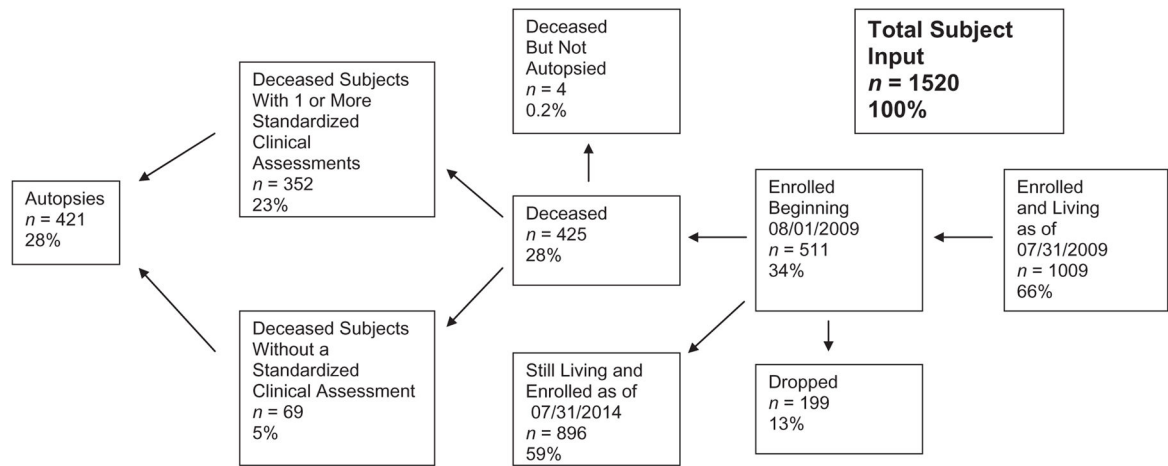 Total Subject
Input
n = 1520
100%
Deceased
But Not
Autopsied
n = 4
0.2%
Deceased Subjects
With 1 or More
Standardized
Clinical
Assessments
n = 352
23%
Autopsies
n = 421
28%
Deceased
n = 425
28%
Enrolled
Beginning
08/01/2009
n = 511
34%
Enrolled
and Living
as of
07/31/2009
n = 1009
66%
Deceased Subjects
Without a
Standardized
Clinical Assessment
n = 69
5%
Still Living and
Enrolled as of
07/31/2014
n = 896
59%
Dropped
n = 199
13%